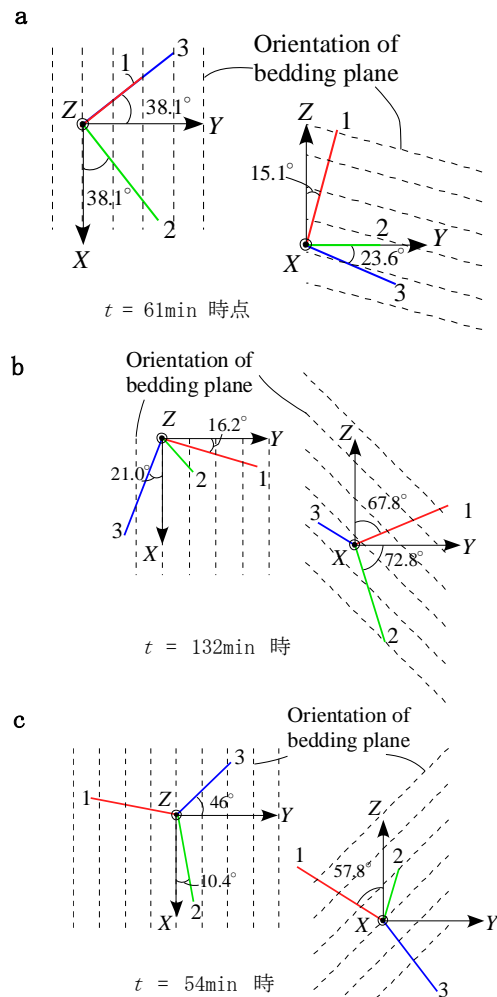 a
Orientation of
bedding plane
1
3
Z
38.1°
Y
38.1°
2
X
Z
1
15.1°
2
Y
X
23.6°
3
t = 61min 時点
b
Orientation of
bedding plane
Z
16.2°
Y
21.0°
2
1
3
X
Z
67.8°
1
3
X
Y
72.8°
2
t = 132min 時
c
Orientation of
bedding plane
3
1
Z
46°
Y
10.4°
X
2
Z
1
57.8°
2
X
Y
3
t = 54min 時